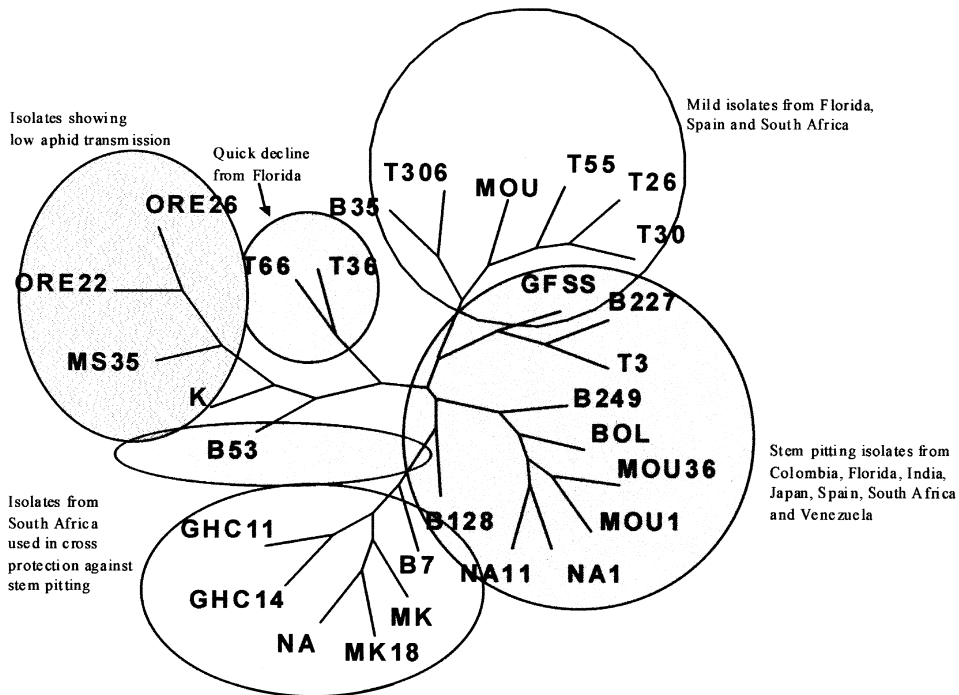 Isolates showing
low aphid transmission
Quick decline
from Florida
Mild isolates from Florida,
Spain and South Africa
T306
MOU
T55
T26
ORE26
B35
T30
T66
T36
ORE22
GFSS
B227
MS35
T3
K
B249
B53
BOL
MOU36
Stem pitting isolates from
Colombia, Florida, India,
Japan, Spain, South Africa
and Venezuela
Isolates from
South Africa
used in cross
protection against
stem pitting
GHC11
B128
MOU1
B7
NA11
NA1
GHC14
MK
NA
MK18